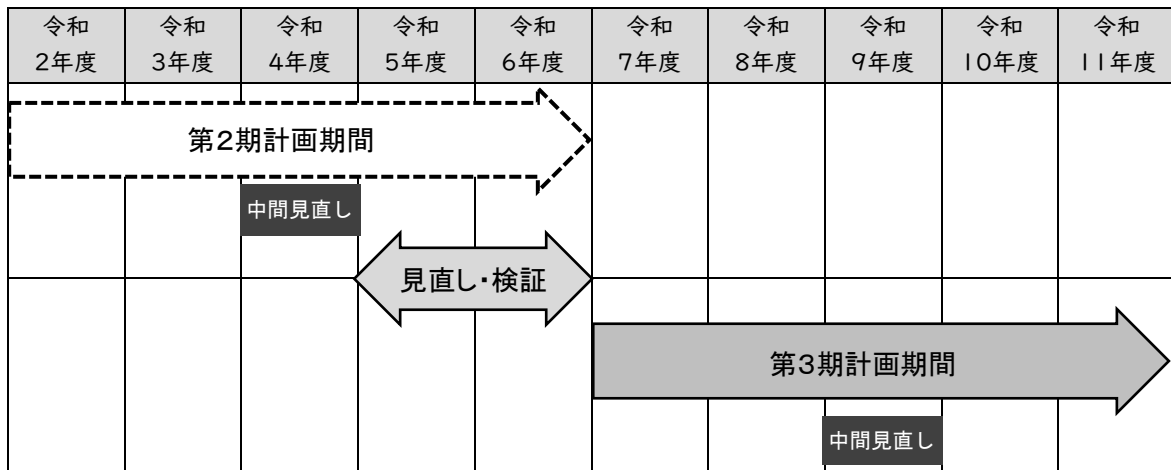 令和
2年度
令和
3年度
令和
4年度
令和
5年度
令和
6年度
令和
7年度
令和
8年度
令和
9年度
令和
10年度
令和
11年度
第2期計画期間
中間見直し
見直し・検証
第3期計画期間
中間見直し